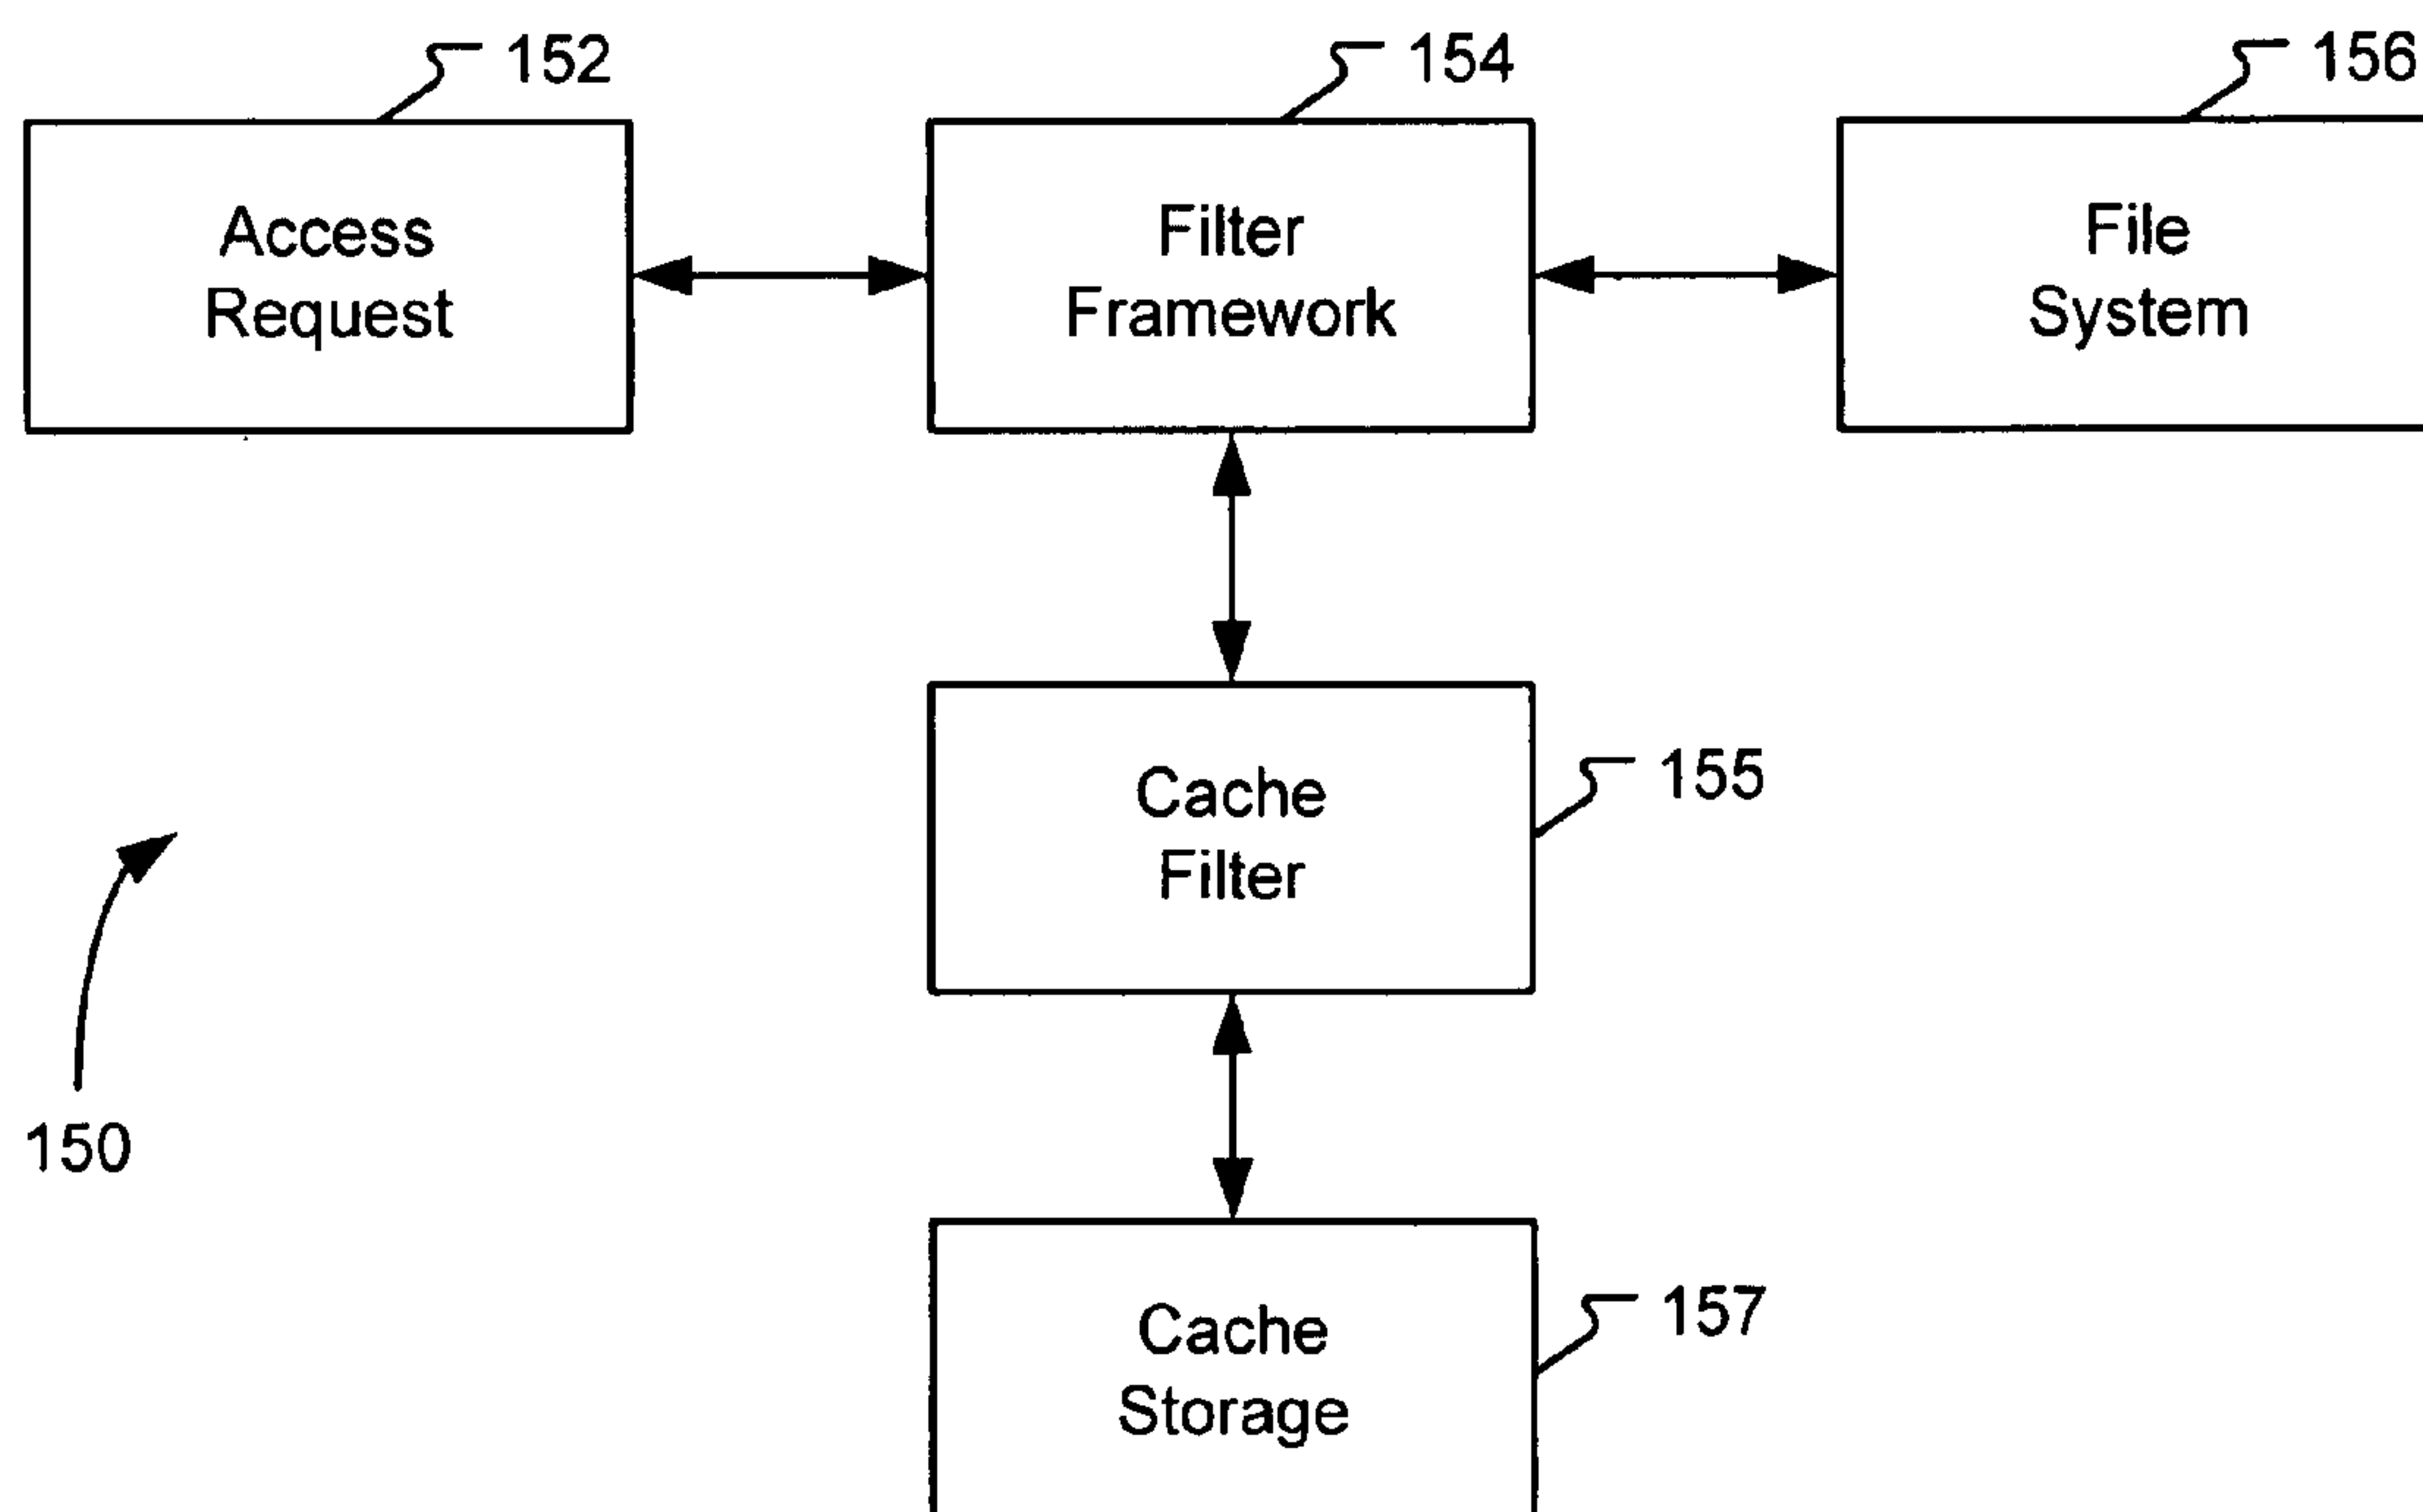 152
154
156
Access
Request
Filter
Framework
File
System
Cache
Filter
155
150
Cache
Storage
157